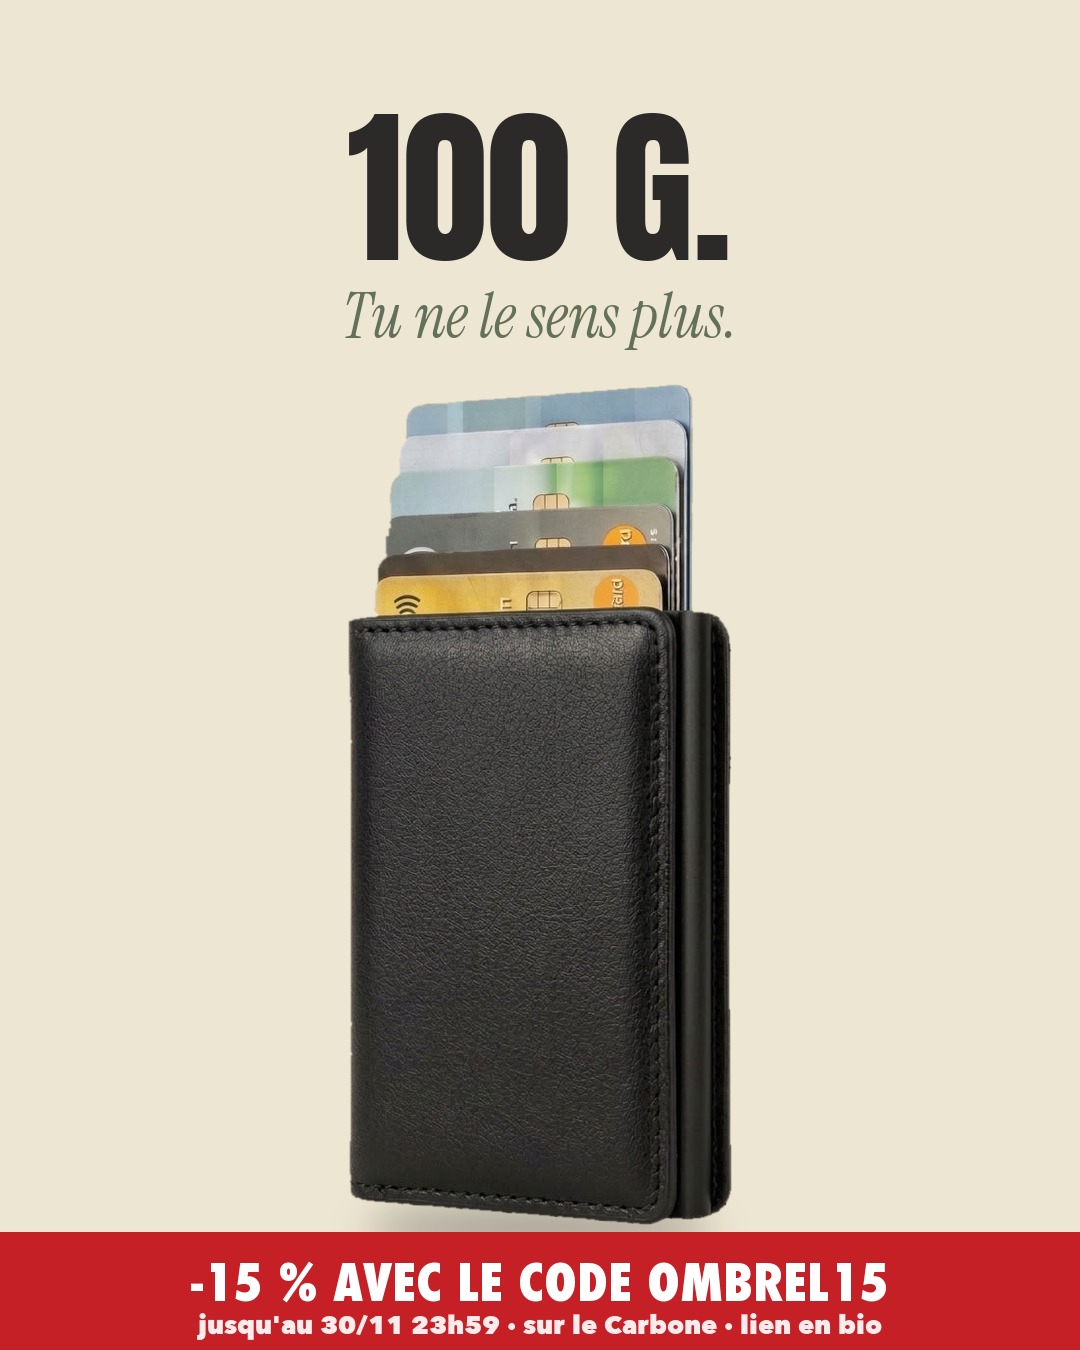 100 G.
Tu ne le sens plus.
-15 % AVEC LE CODE OMBREL15
jusqu'au 30/11 23h59 · sur le Carbone · lien en bio